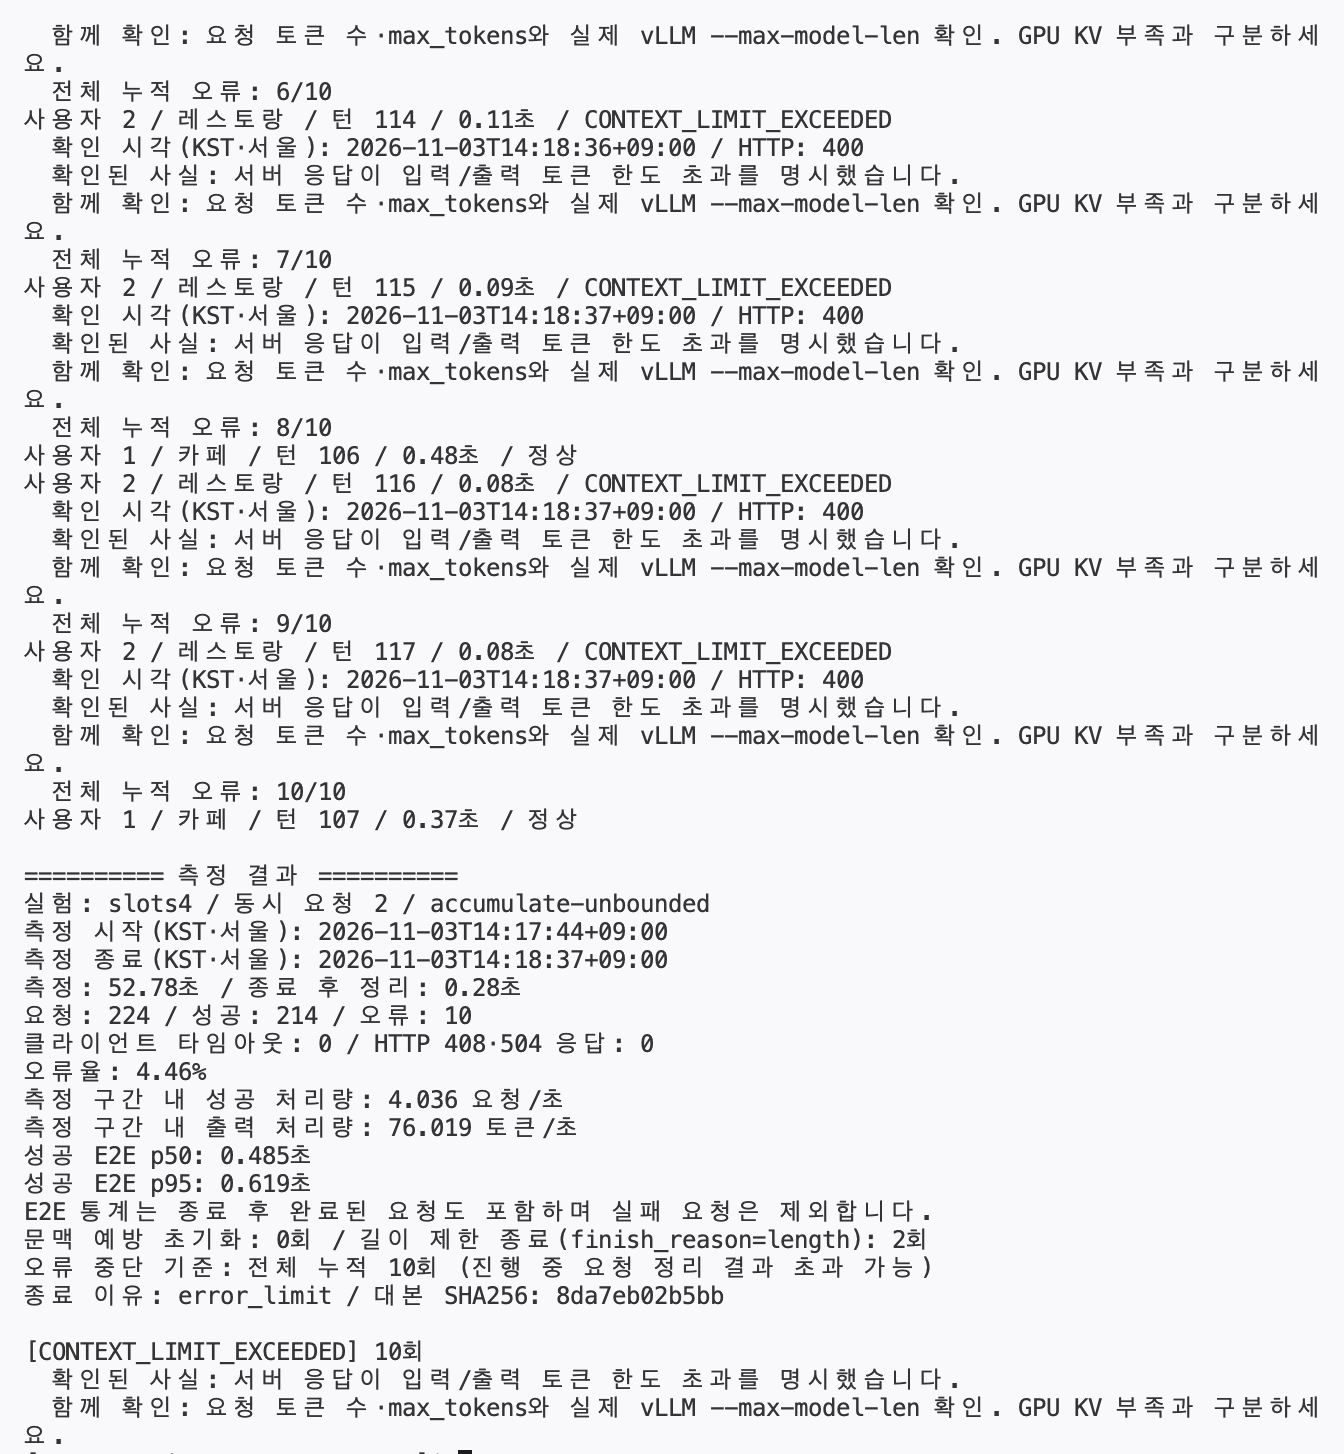 함께 확인: 요청 토큰 수·max_tokens와 실제 vLLM --max-model-len 확인. GPU KV 부족과 구분하세
요.
전체 누적 오류: 6/10
사용자 2 / 레스토랑 / 턴 114 / 0.11초 / CONTEXT_LIMIT_EXCEEDED
확인 시각(KST·서울): 2026-11-03T14:18:36+09:00 / HTTP: 400
확인된 사실: 서버 응답이 입력/출력 토큰 한도 초과를 명시했습니다.
함께 확인: 요청 토큰 수·max_tokens와 실제 vLLM --max-model-len 확인. GPU KV 부족과 구분하세
요.
전체 누적 오류: 7/10
사용자 2 / 레스토랑 / 턴 115 / 0.09초 / CONTEXT_LIMIT_EXCEEDED
확인 시각(KST·서울): 2026-11-03T14:18:37+09:00 / HTTP: 400
확인된 사실: 서버 응답이 입력/출력 토큰 한도 초과를 명시했습니다.
함께 확인: 요청 토큰 수·max_tokens와 실제 vLLM --max-model-len 확인. GPU KV 부족과 구분하세
요.
전체 누적 오류: 8/10
사용자 1 / 카페 / 턴 106 / 0.48초 / 정상
사용자 2 / 레스토랑 / 턴 116 / 0.08초 / CONTEXT_LIMIT_EXCEEDED
확인 시각(KST·서울): 2026-11-03T14:18:37+09:00 / HTTP: 400
확인된 사실: 서버 응답이 입력/출력 토큰 한도 초과를 명시했습니다.
함께 확인: 요청 토큰 수·max_tokens와 실제 vLLM --max-model-len 확인. GPU KV 부족과 구분하세
요.
전체 누적 오류: 9/10
사용자 2 / 레스토랑 / 턴 117 / 0.08초 / CONTEXT_LIMIT_EXCEEDED
확인 시각(KST·서울): 2026-11-03T14:18:37+09:00 / HTTP: 400
확인된 사실: 서버 응답이 입력/출력 토큰 한도 초과를 명시했습니다.
함께 확인: 요청 토큰 수·max_tokens와 실제 vLLM --max-model-len 확인. GPU KV 부족과 구분하세
요.
전체 누적 오류: 10/10
사용자 1 / 카페 / 턴 107 / 0.37초 / 정상
========== 측정 결과 ==========
실험: slots4 / 동시 요청 2 / accumulate-unbounded
측정 시작(KST·서울): 2026-11-03T14:17:44+09:00
측정 종료(KST·서울): 2026-11-03T14:18:37+09:00
측정: 52.78초 / 종료 후 정리: 0.28초
요청: 224 / 성공: 214 / 오류: 10
클라이언트 타임아웃: 0 / HTTP 408·504 응답: 0
오류율: 4.46%
측정 구간 내 성공 처리량: 4.036 요청/초
측정 구간 내 출력 처리량: 76.019 토큰/초
성공 E2E p50: 0.485초
성공 E2E p95: 0.619초
E2E 통계는 종료 후 완료된 요청도 포함하며 실패 요청은 제외합니다.
문맥 예방 초기화: 0회 / 길이 제한 종료(finish_reason=length): 2회
오류 중단 기준: 전체 누적 10회 (진행 중 요청 정리 결과 초과 가능)
종료 이유: error_limit / 대본 SHA256: 8da7eb02b5bb
[CONTEXT_LIMIT_EXCEEDED] 10회
확인된 사실: 서버 응답이 입력/출력 토큰 한도 초과를 명시했습니다.
함께 확인: 요청 토큰 수·max_tokens와 실제 vLLM --max-model-len 확인. GPU KV 부족과 구분하세
요.